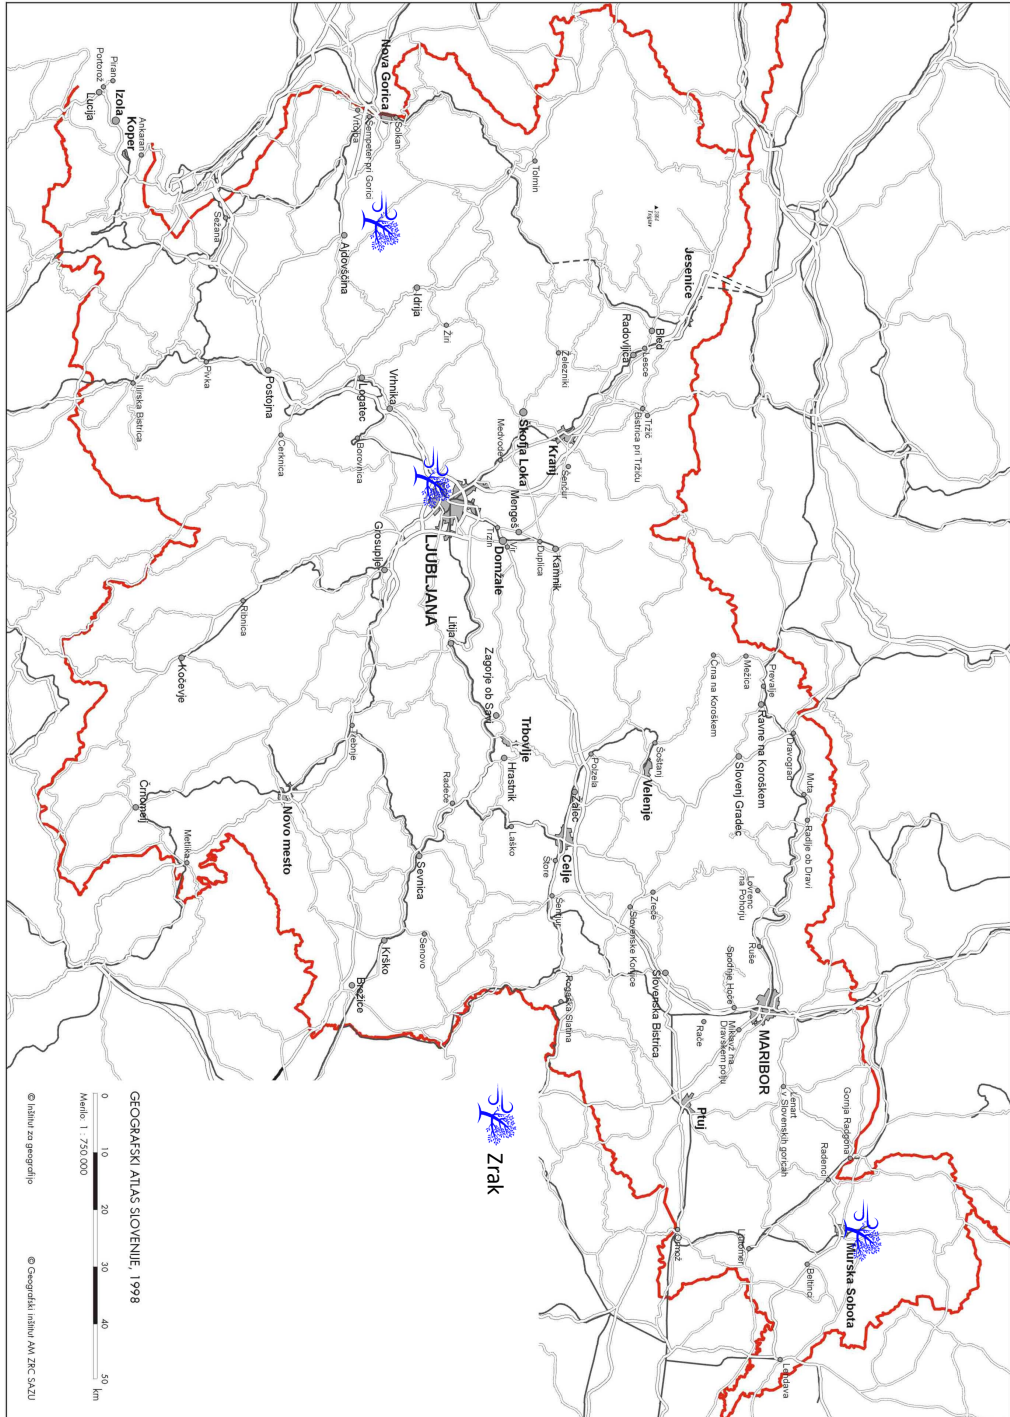 Piran
Portorož
Lucija
Izola
Koper
Ankaran
Nova Gorica
Solkan
Šempeter pri Gorici
Vrtojba
Sežana
Ajdovščina
Tolmin
2864
Triglav
Idrija
Žiri
Jesenice
Bled
Lesce
Radovljica
Železniki
Tržič
Bistrica pri Tržiču
Pivka
Ilirska Bistrica
Postojna
Cerknica
Logatec
Vrhnika
Borovnica
Škofja Loka
Medvode
Kranj
Šenčur
Mengeš
Trzin
Vir
Domžale
Duplica
Kamnik
LJUBLJANA
Grosuplje
Ribnica
Kočevje
Litija
Zagorje ob Savi
Trbovlje
Hrastnik
Radeče
Trebnje
Novo mesto
Črnomelj
Metlika
Sevnica
Senovo
Krško
Brežice
Laško
Celje
Štore
Šentjur
Žalec
Polzela
Šoštanj
Velenje
Črna na Koroškem
Mežica
Prevalje
Ravne na Koroškem
Dravograd
Slovenj Gradec
Muta
Radlje ob Dravi
Lovrenc
na Pohorju
Zreče
Slovenske Konjice
Rogaška Slatina
Slovenska Bistrica
Ruše
Spodnje Hoče
MARIBOR
Miklavž na
Dravskem polju
Rače
Ptuj
Lenart
v Slovenskih goricah
Gornja Radgona
Radenci
Murska Sobota
Beltinci
Ljutomer
Ormož
Lendava
Zrak
GEOGRAFSKI ATLAS SLOVENIJE, 1998
0 10 20 30 40 50 km
Merilo 1 : 750 000
© Inštitut za geografijo
© Geografski inštitut AM ZRC SAZU